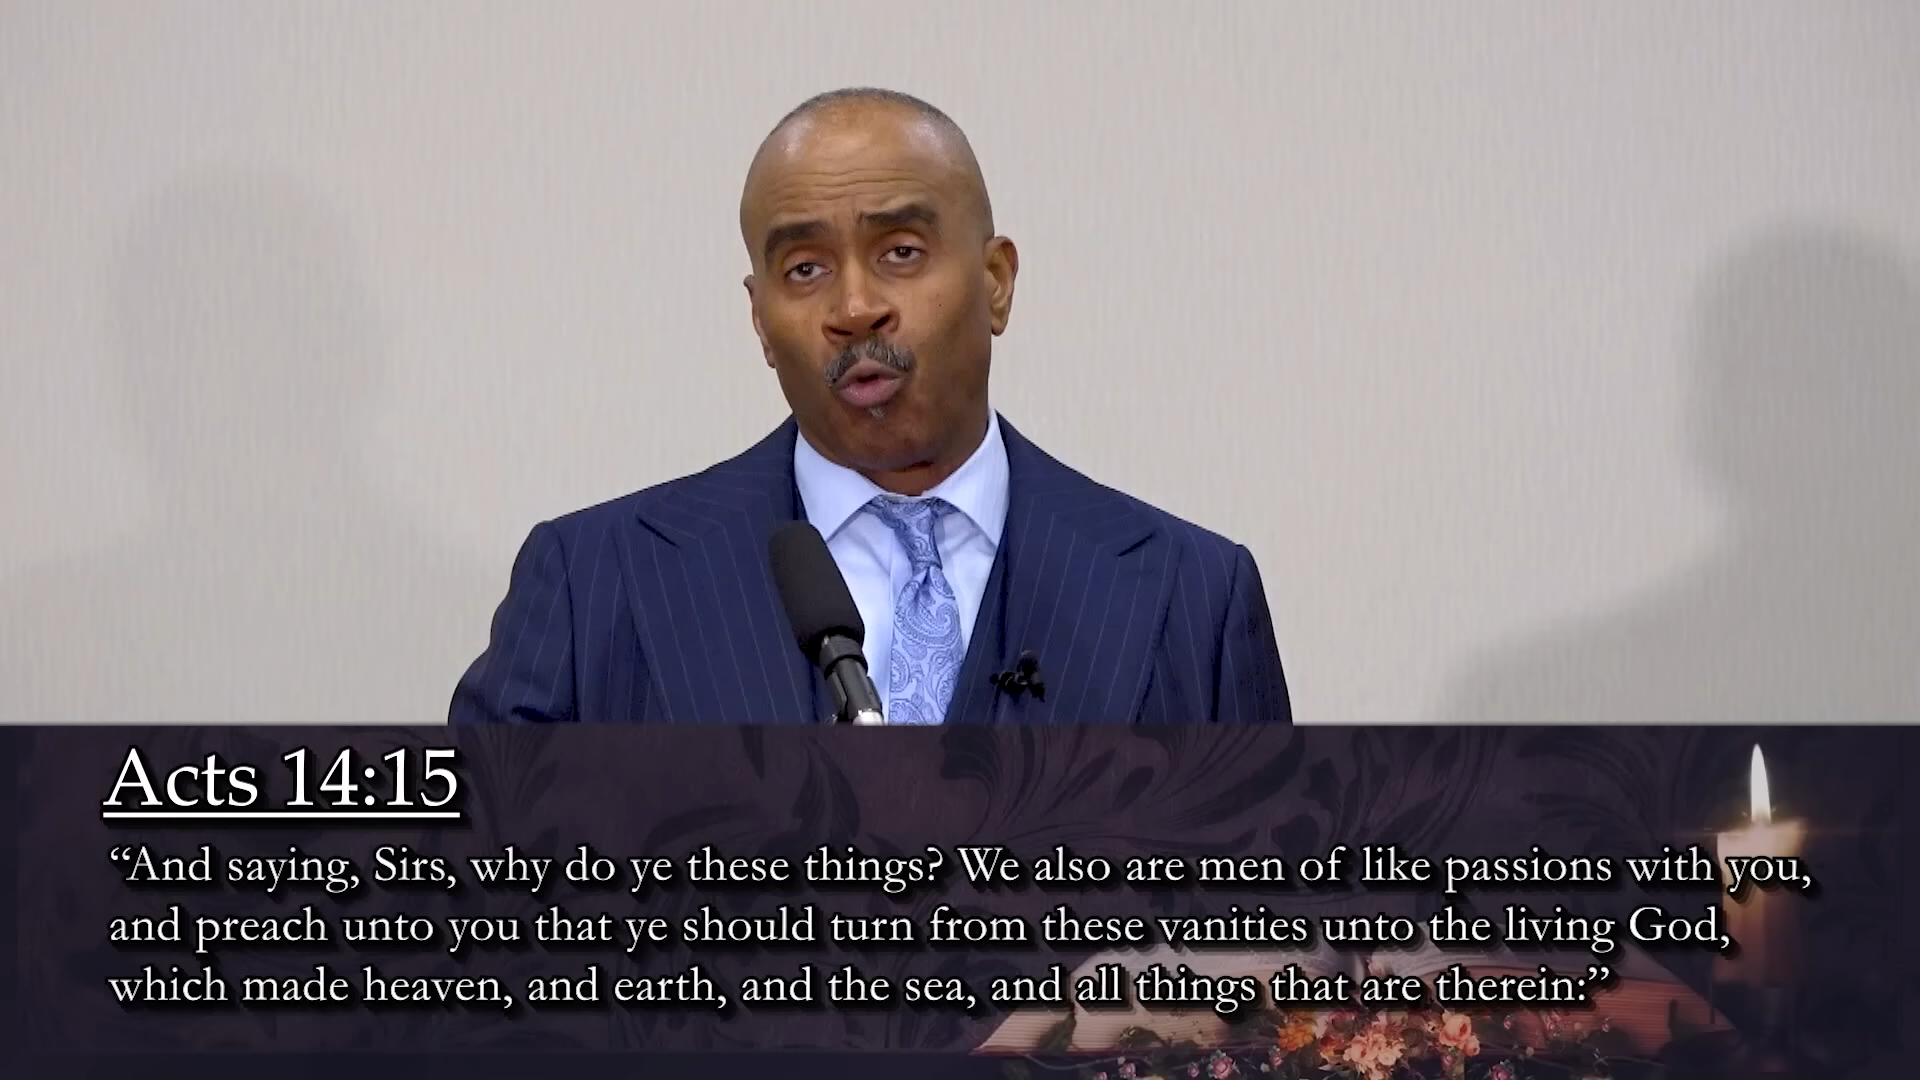 Acts 14:15
“And saying, Sirs, why do ye these things? We also are men of like passions with you,
and preach unto you that ye should turn from these vanities unto the living God,
which made heaven, and earth, and the sea, and all things that are therein:”